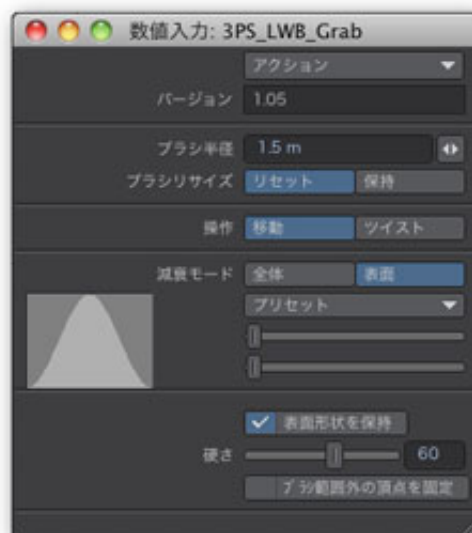 数値入力: 3PS_LWB_Grab
アクション
バージョン 1.05
ブラシ半径 1.5 m
ブラシリサイズ リセット 保持
操作 移動 ツイスト
減衰モード 全体 表面
プリセット
表面形状を保持
硬さ 60
ブラシ範囲外の頂点を固定